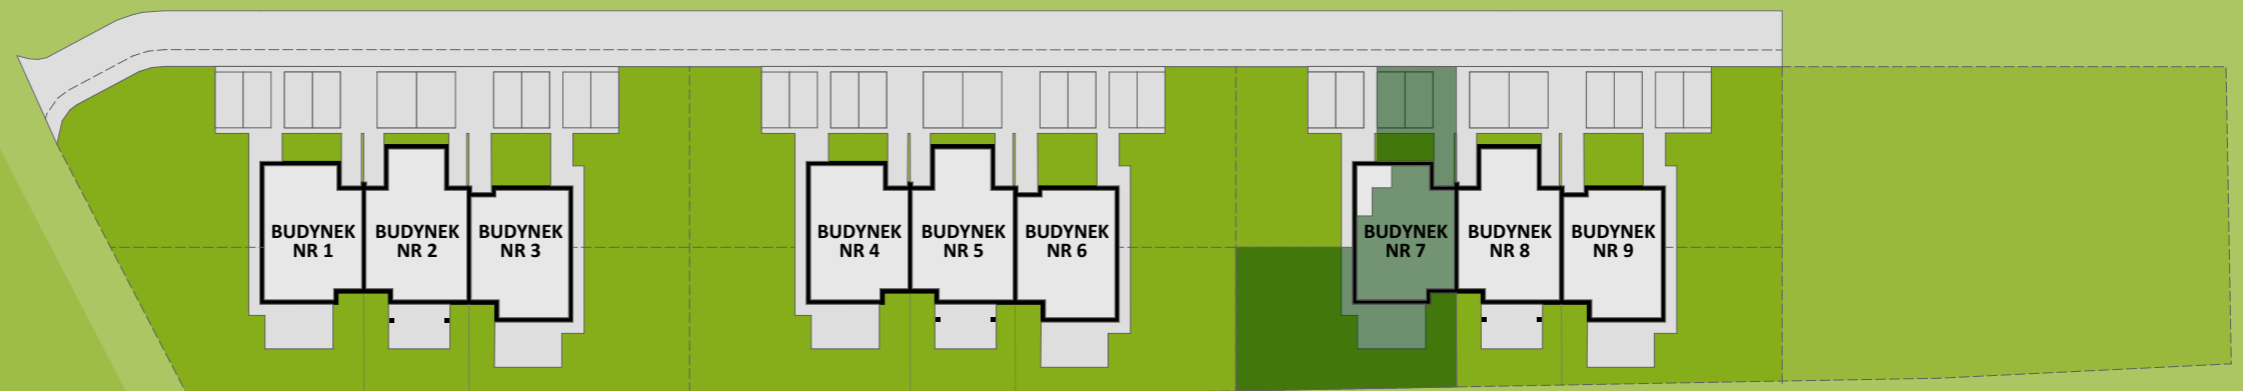 BUDYNEK
NR 1
BUDYNEK
NR 2
BUDYNEK
NR 3
BUDYNEK
NR 4
BUDYNEK
NR 5
BUDYNEK
NR 6
BUDYNEK
NR 7
BUDYNEK
NR 8
BUDYNEK
NR 9